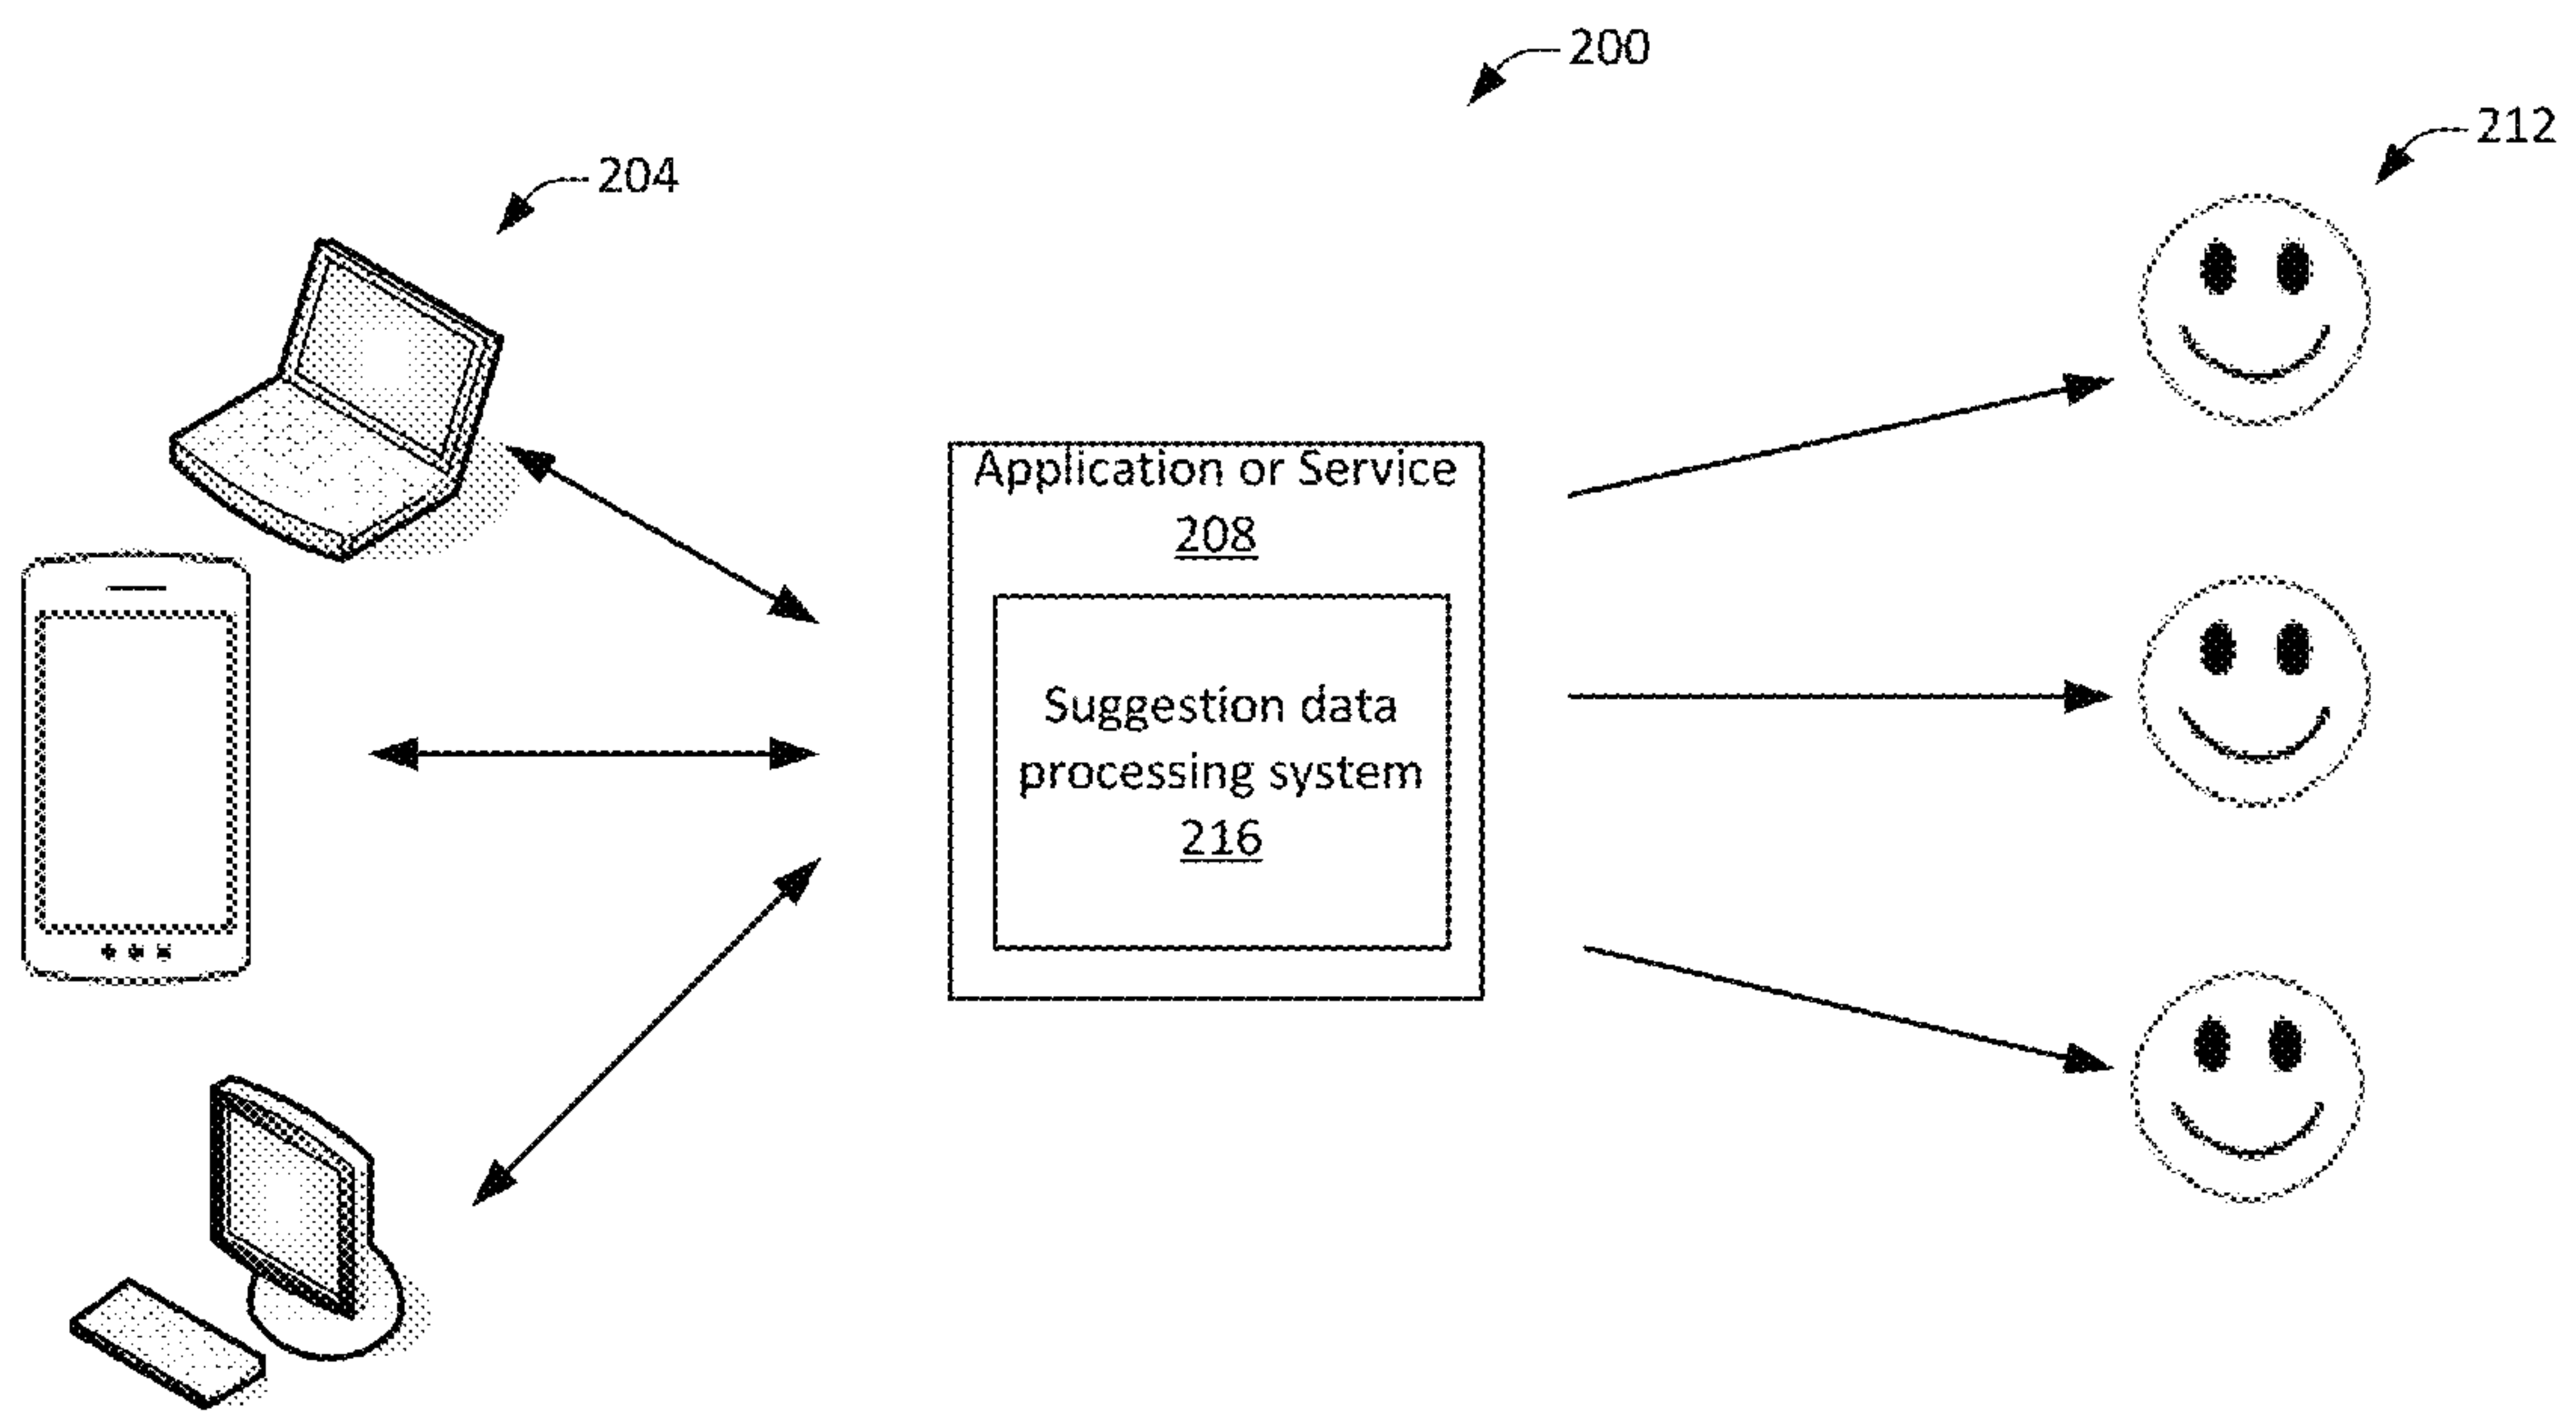 200
212
204
Application or Service
208
Suggestion data
processing system
216